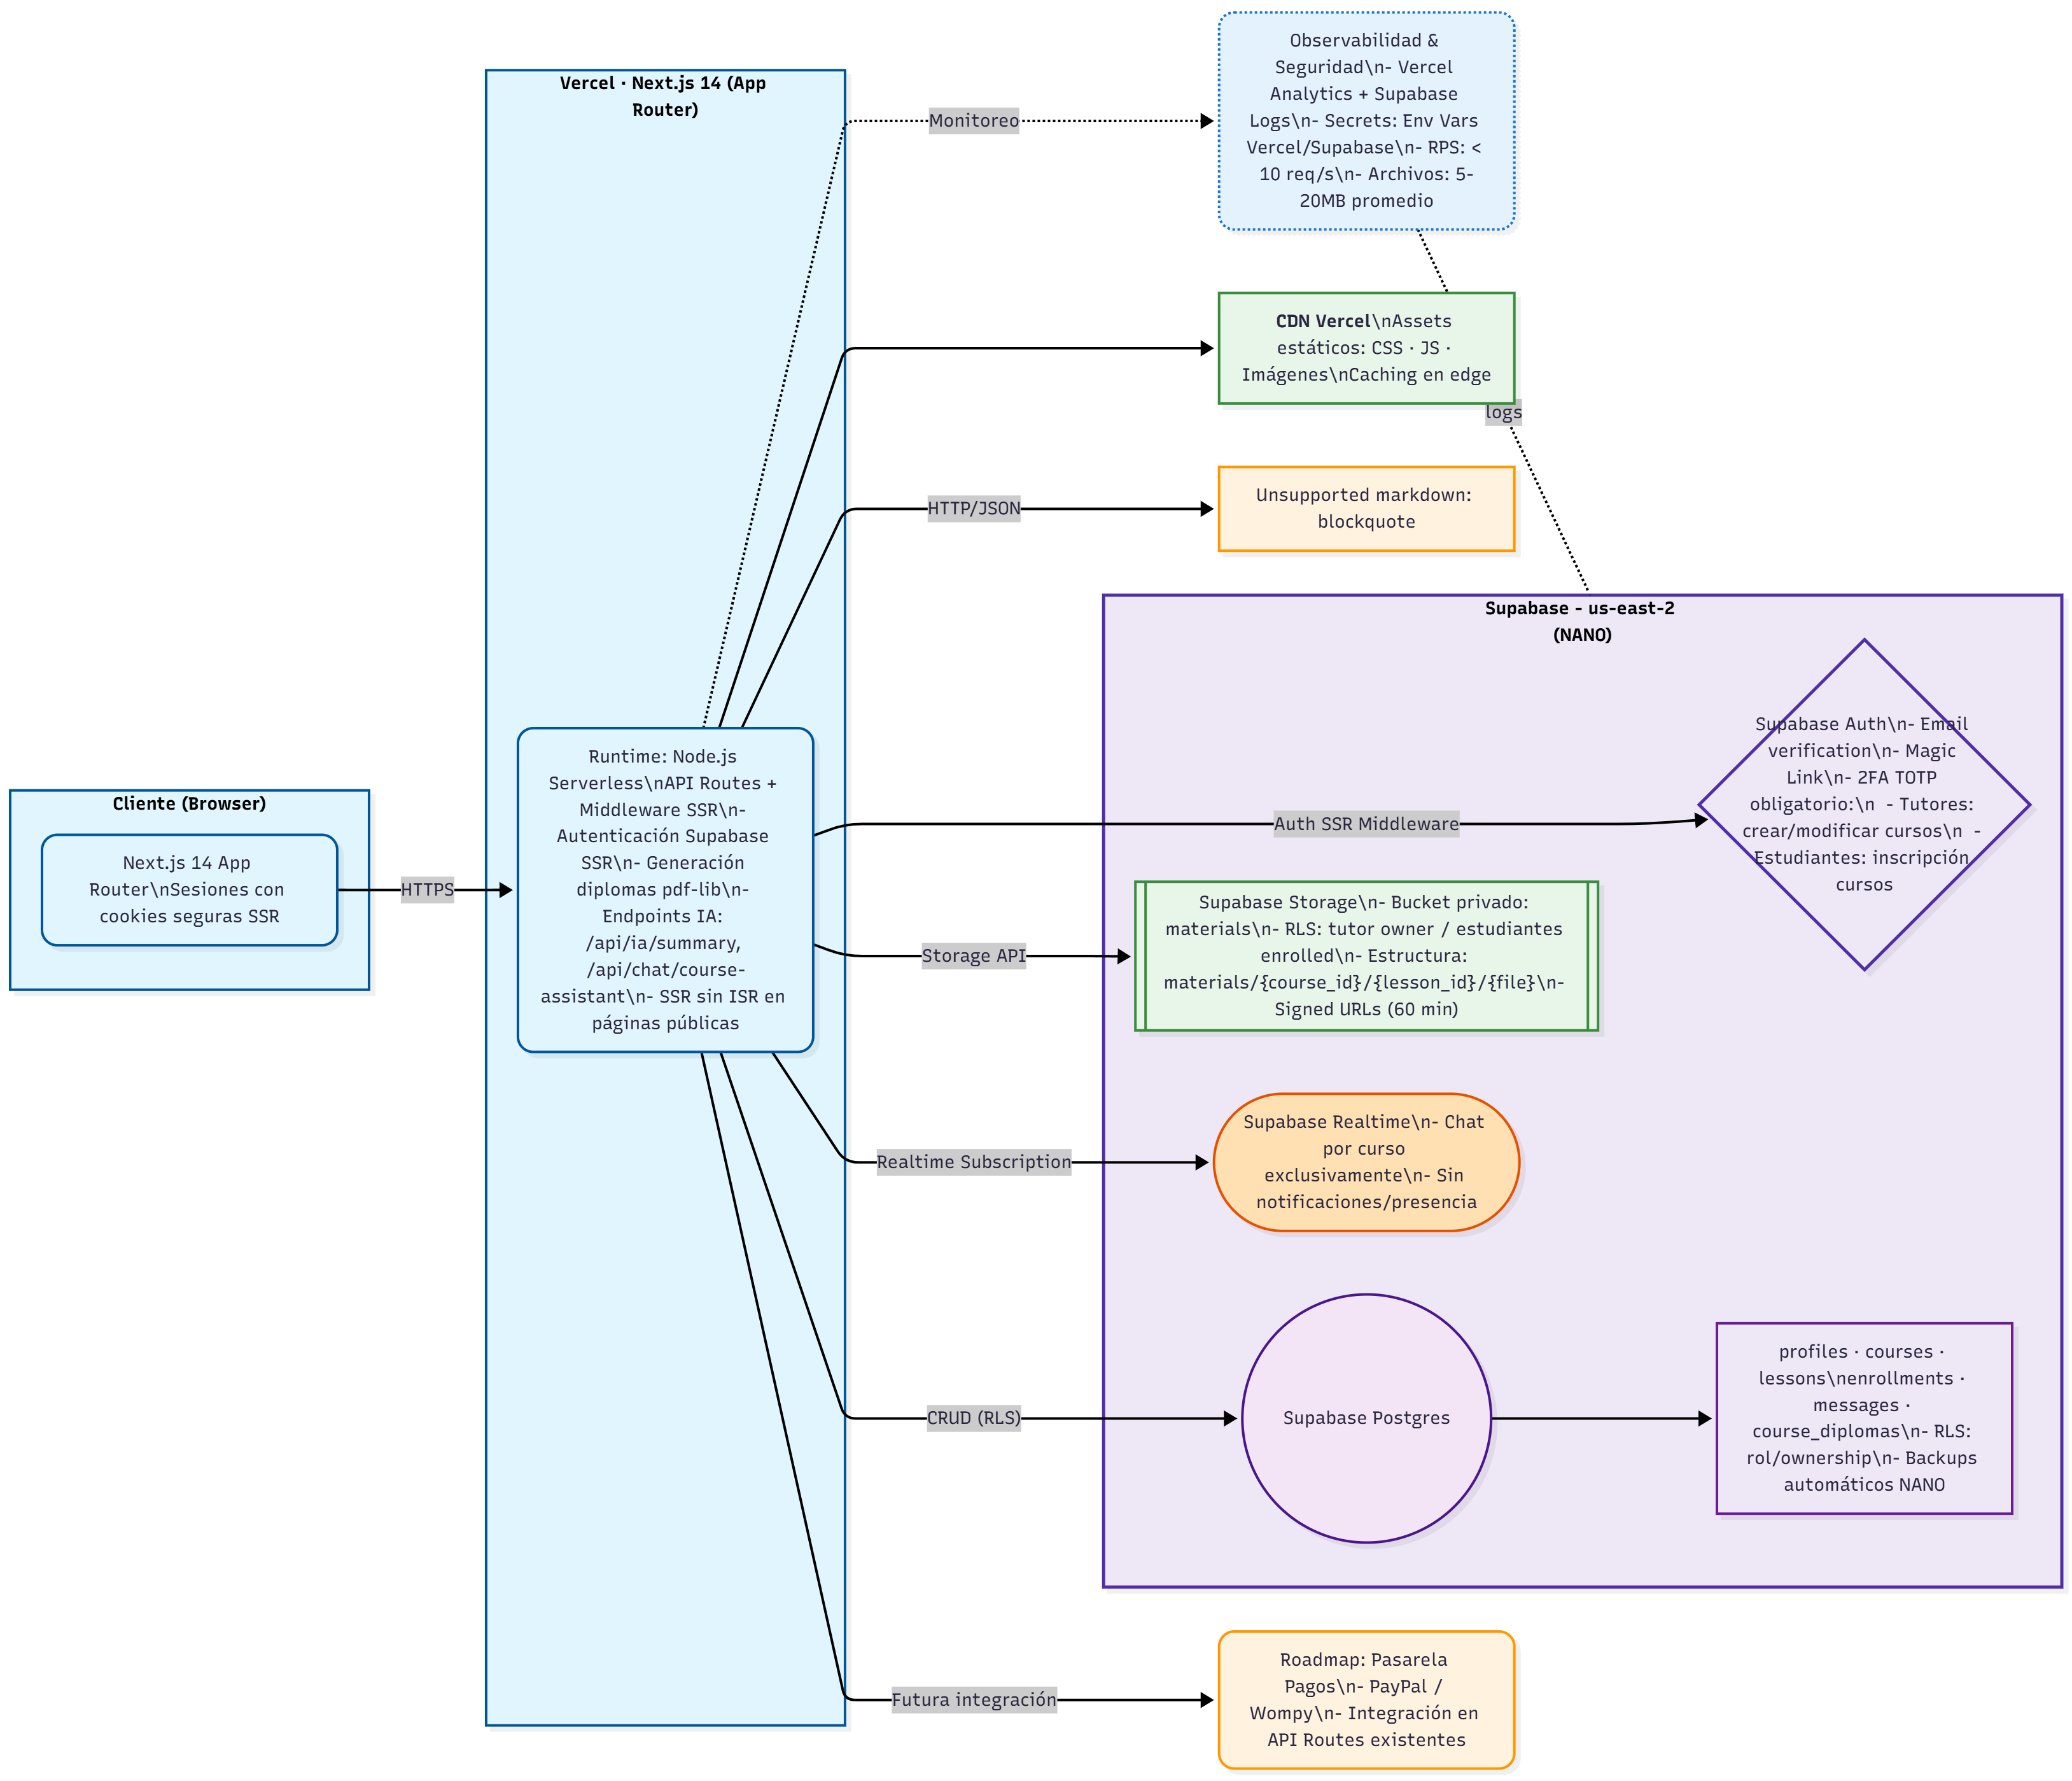 Observabilidad &
Seguridad\n- Vercel
Analytics + Supabase
Logs\n- Secrets: Env Vars
Vercel/Supabase\n- RPS: <
10 req/s\n- Archivos: 5-
20MB promedio
Vercel · Next.js 14 (App
Router)
Monitoreo
CDN Vercel\nAssets
estáticos: CSS · JS ·
Imágenes\nCaching en edge
logs
HTTP/JSON
Unsupported markdown:
blockquote
Supabase - us-east-2
(NANO)
Cliente (Browser)
Next.js 14 App
Router\nSesiones con
cookies seguras SSR
HTTPS
Runtime: Node.js
Serverless\nAPI Routes +
Middleware SSR\n-
Autenticación Supabase
SSR\n- Generación
diplomas pdf-lib\n-
Endpoints IA:
/api/ia/summary,
/api/chat/course-
assistant\n- SSR sin ISR en
páginas públicas
Auth SSR Middleware
Supabase Auth\n- Email
verification\n- Magic
Link\n- 2FA TOTP
obligatorio:\n - Tutores:
crear/modificar cursos\n -
Estudiantes: inscripción
cursos
Storage API
Supabase Storage\n- Bucket privado:
materials\n- RLS: tutor owner / estudiantes
enrolled\n- Estructura:
materials/{course_id}/{lesson_id}/{file}\n-
Signed URLs (60 min)
Realtime Subscription
Supabase Realtime\n- Chat
por curso
exclusivamente\n- Sin
notificaciones/presencia
CRUD (RLS)
Supabase Postgres
profiles · courses ·
lessons\nenrollments ·
messages ·
course_diplomas\n- RLS:
rol/ownership\n- Backups
automáticos NANO
Futura integración
Roadmap: Pasarela
Pagos\n- PayPal /
Wompy\n- Integración en
API Routes existentes